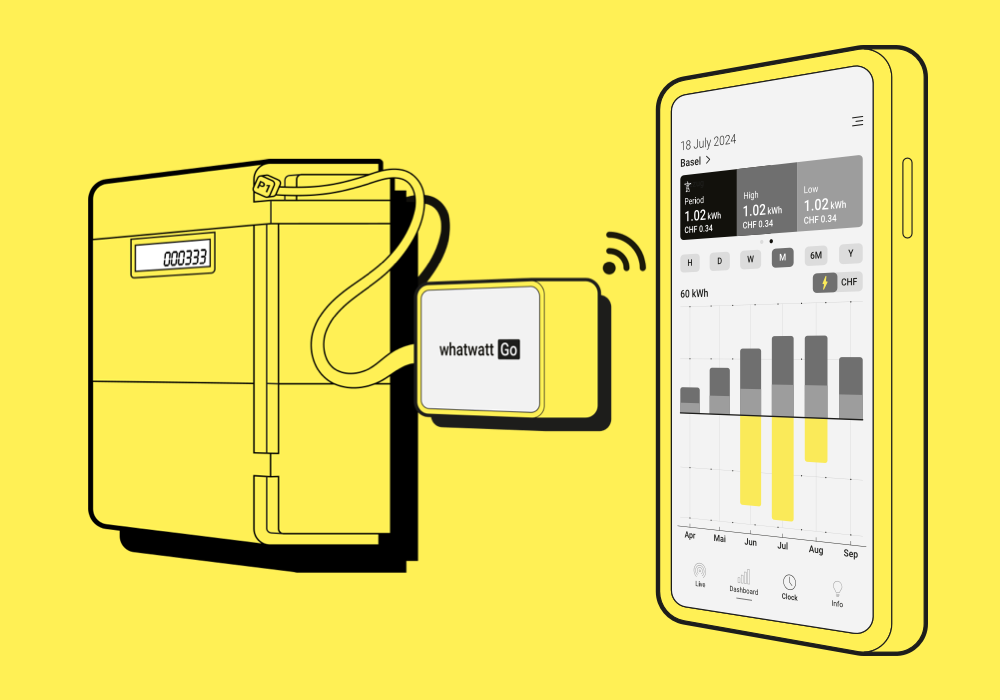 P1
000333
whatwatt Go
18 July 2024
Basel
Period
1.02 kWh
CHF 0.34
High
1.02 kWh
CHF 0.34
Low
1.02 kWh
CHF 0.34
H D W M 6M Y
60 kWh
CHF
Apr Mai Jun Jul Aug Sep
Live Dashboard Clock Info